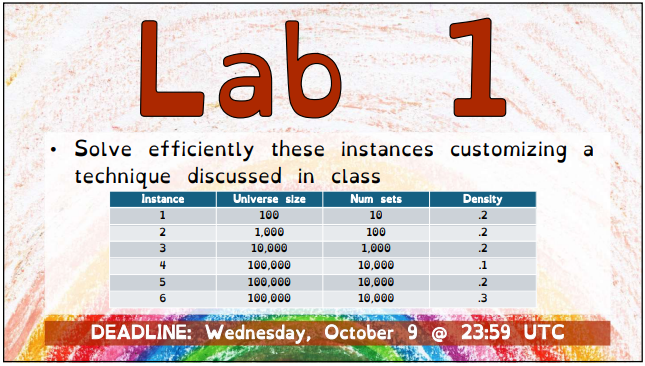 Lab 1
• Solve efficiently these instances customizing a
technique discussed in class
Instance Universe size Num sets Density
1 100 10 .2
2 1,000 100 .2
3 10,000 1,000 .2
4 100,000 10,000 .1
5 100,000 10,000 .2
6 100,000 10,000 .3
DEADLINE: Wednesday, October 9 @ 23:59 UTC